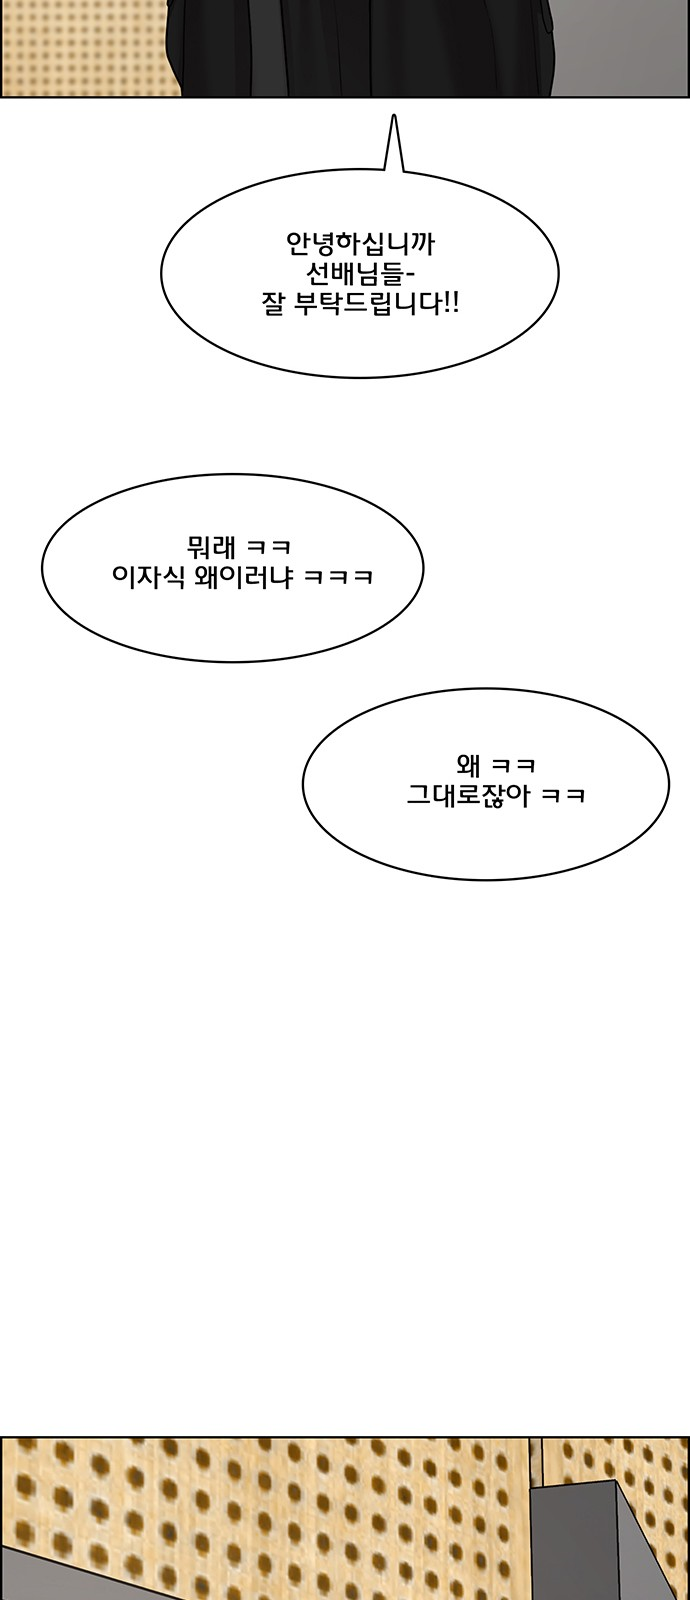 안녕하십니까
선배님들-
잘 부탁드립니다!!
뭐래 ㅋㅋ
이자식 왜이러냐 ㅋㅋㅋ
왜 ㅋㅋ
그대로잖아 ㅋㅋ